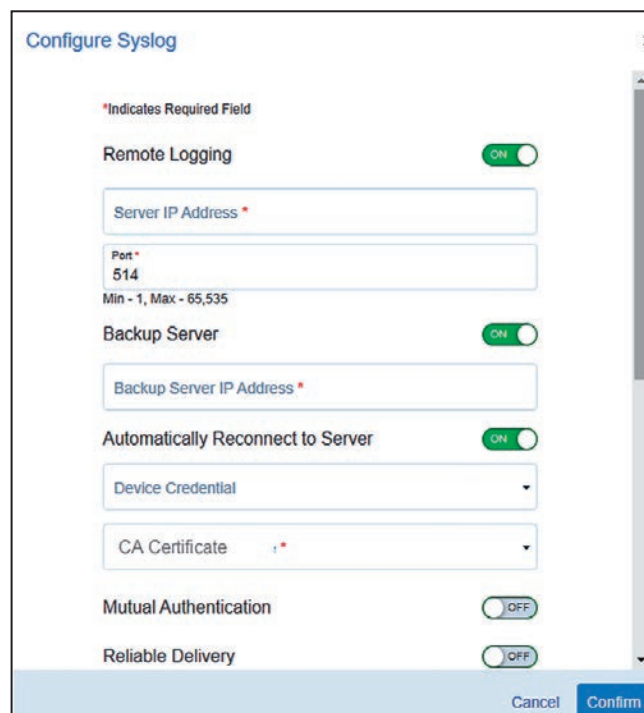 Configure Syslog
*Indicates Required Field
Remote Logging ON
Server IP Address *
Port *
514
Min - 1, Max - 65,535
Backup Server ON
Backup Server IP Address *
Automatically Reconnect to Server ON
Device Credential
CA Certificate *
Mutual Authentication OFF
Reliable Delivery OFF
Cancel Confirm